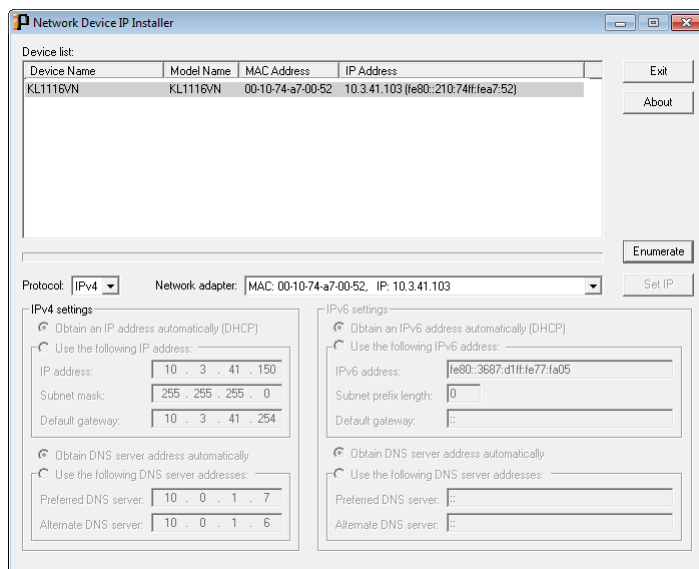 Network Device IP Installer
Device list:
Device Name Model Name MAC Address IP Address
KL1116VN KL1116VN 00-10-74-a7-00-52 10.3.41.103 (fe80::210:74ff:fea7:52)
Exit
About
Enumerate
Protocol: IPv4 Network adapter: MAC: 00-10-74-a7-00-52, IP: 10.3.41.103 Set IP
IPv4 settings
Obtain an IP address automatically (DHCP)
Use the following IP address:
IP address: 10 . 3 . 41 . 150
Subnet mask: 255 . 255 . 255 . 0
Default gateway: 10 . 3 . 41 . 254
Obtain DNS server address automatically
Use the following DNS server addresses:
Preferred DNS server: 10 . 0 . 1 . 7
Alternate DNS server: 10 . 0 . 1 . 6
IPv6 settings
Obtain an IPv6 address automatically (DHCP)
Use the following IPv6 address:
IPv6 address: fe80::3687:d1ff:fe77:fa05
Subnet prefix length: 0
Default gateway: ::
Obtain DNS server address automatically
Use the following DNS server addresses:
Preferred DNS server: ::
Alternate DNS server: ::